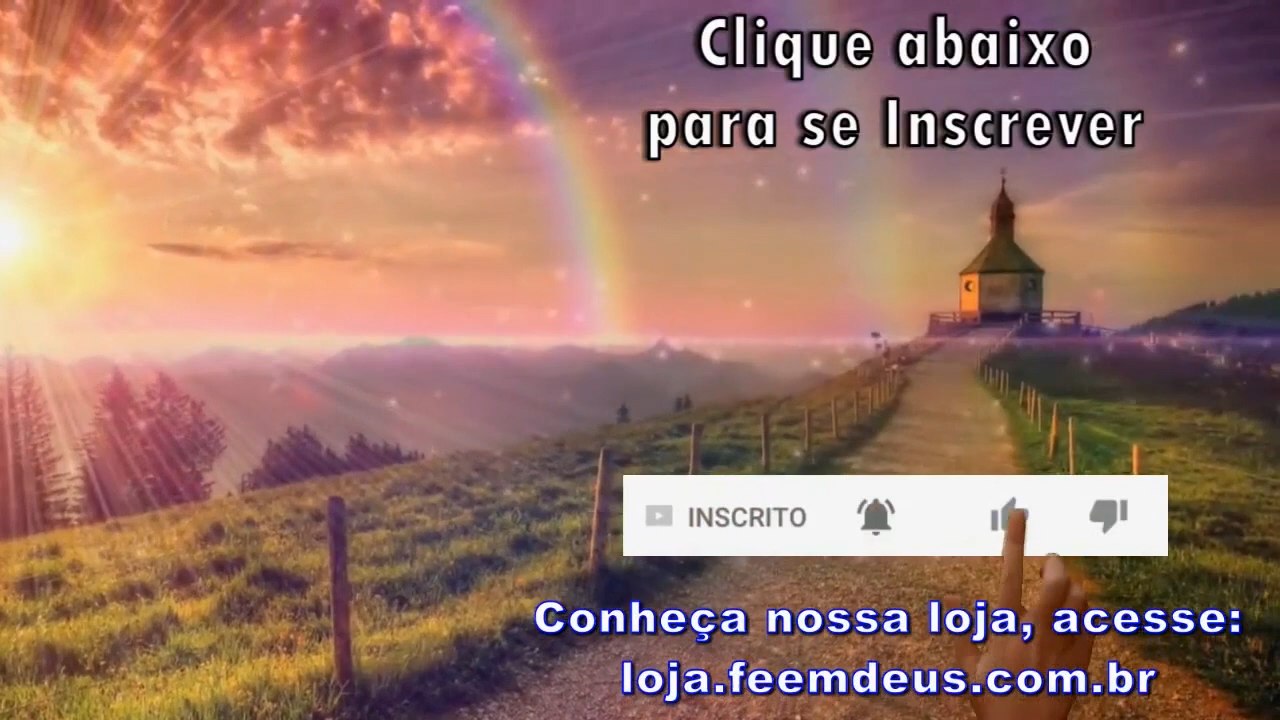 Clique abaixo
para se Inscrever
INSCRITO
Conheça nossa loja, acesse:
loja.feemdeus.com.br